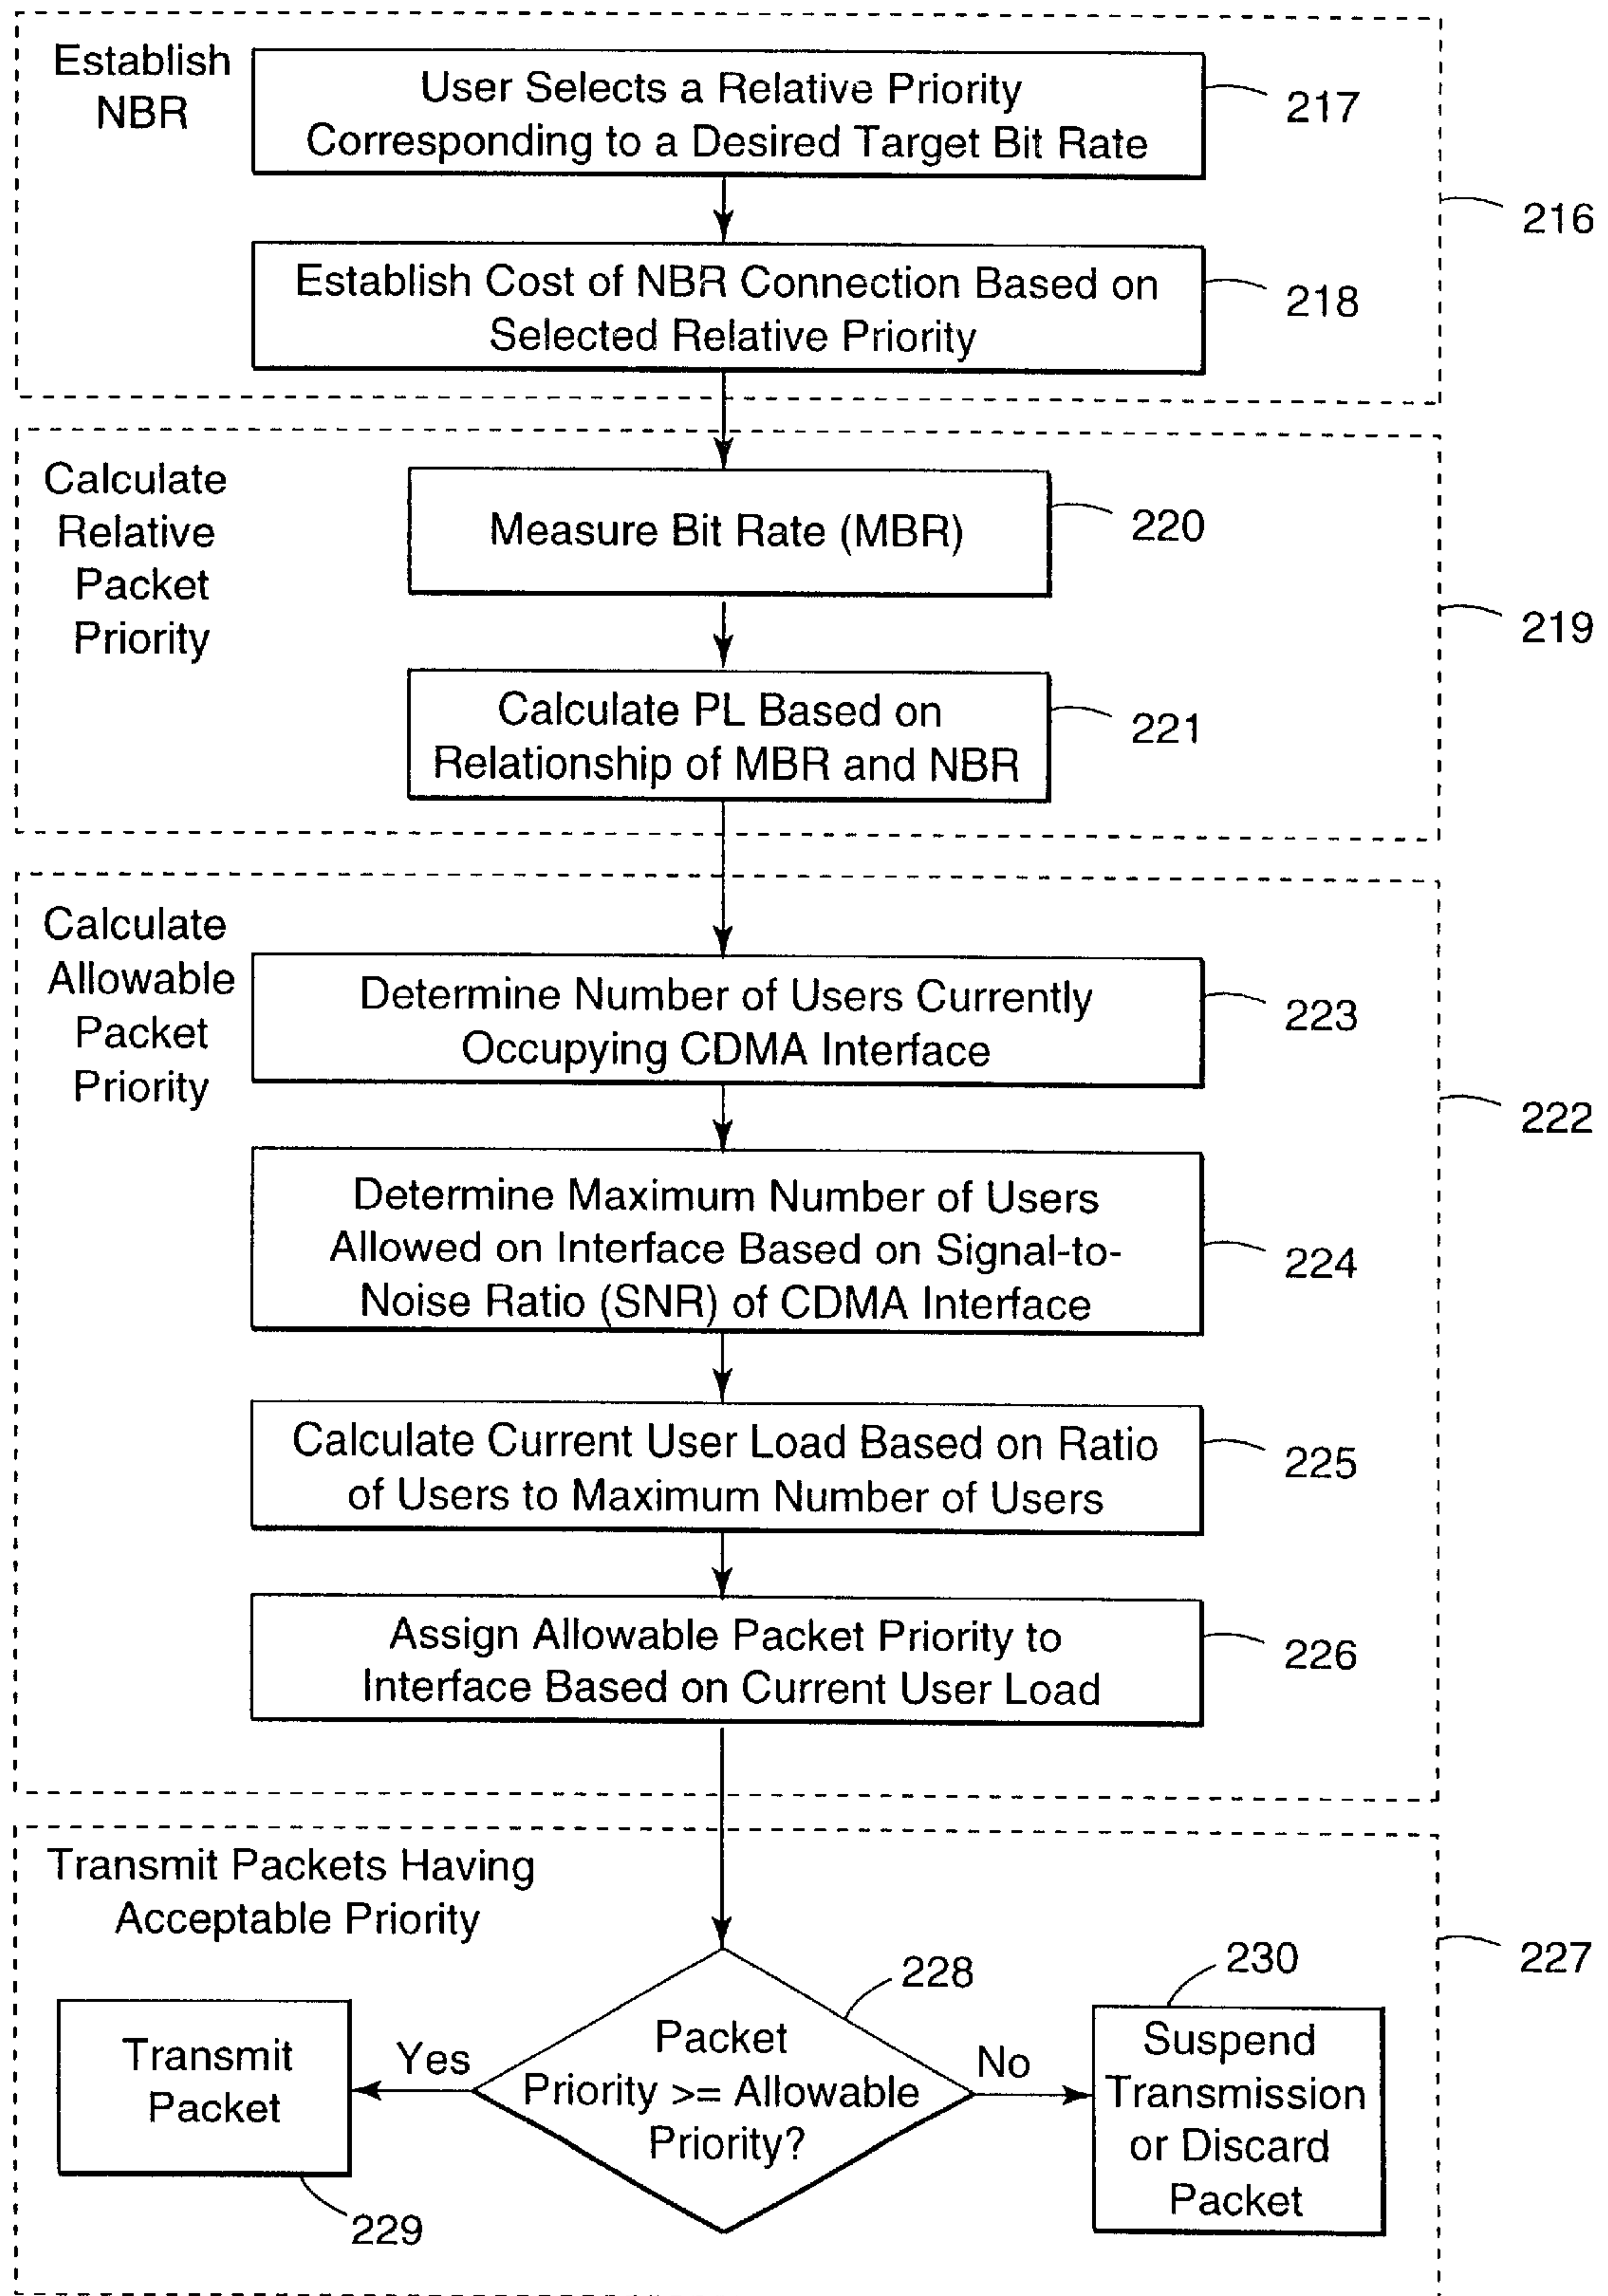 Establish
NBR
User Selects a Relative Priority
Corresponding to a Desired Target Bit Rate
217
216
Establish Cost of NBR Connection Based on
Selected Relative Priority
218
Calculate
Relative
Packet
Priority
Measure Bit Rate (MBR)
220
219
Calculate PL Based on
Relationship of MBR and NBR
221
Calculate
Allowable
Packet
Priority
Determine Number of Users Currently
Occupying CDMA Interface
223
222
Determine Maximum Number of Users
Allowed on Interface Based on Signal-to-
Noise Ratio (SNR) of CDMA Interface
224
Calculate Current User Load Based on Ratio
of Users to Maximum Number of Users
225
Assign Allowable Packet Priority to
Interface Based on Current User Load
226
Transmit Packets Having
Acceptable Priority
227
228
Packet
Priority >= Allowable
Priority?
Yes
Transmit
Packet
229
No
230
Suspend
Transmission
or Discard
Packet